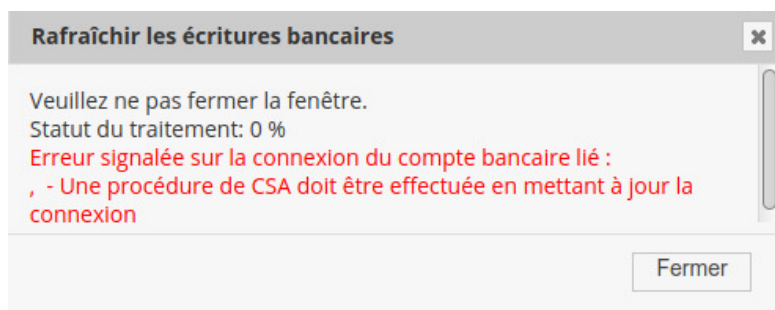 Rafraîchir les écritures bancaires
Veuillez ne pas fermer la fenêtre.
Statut du traitement: 0 %
Erreur signalée sur la connexion du compte bancaire lié :
,  - Une procédure de CSA doit être effectuée en mettant à jour la
connexion
Fermer